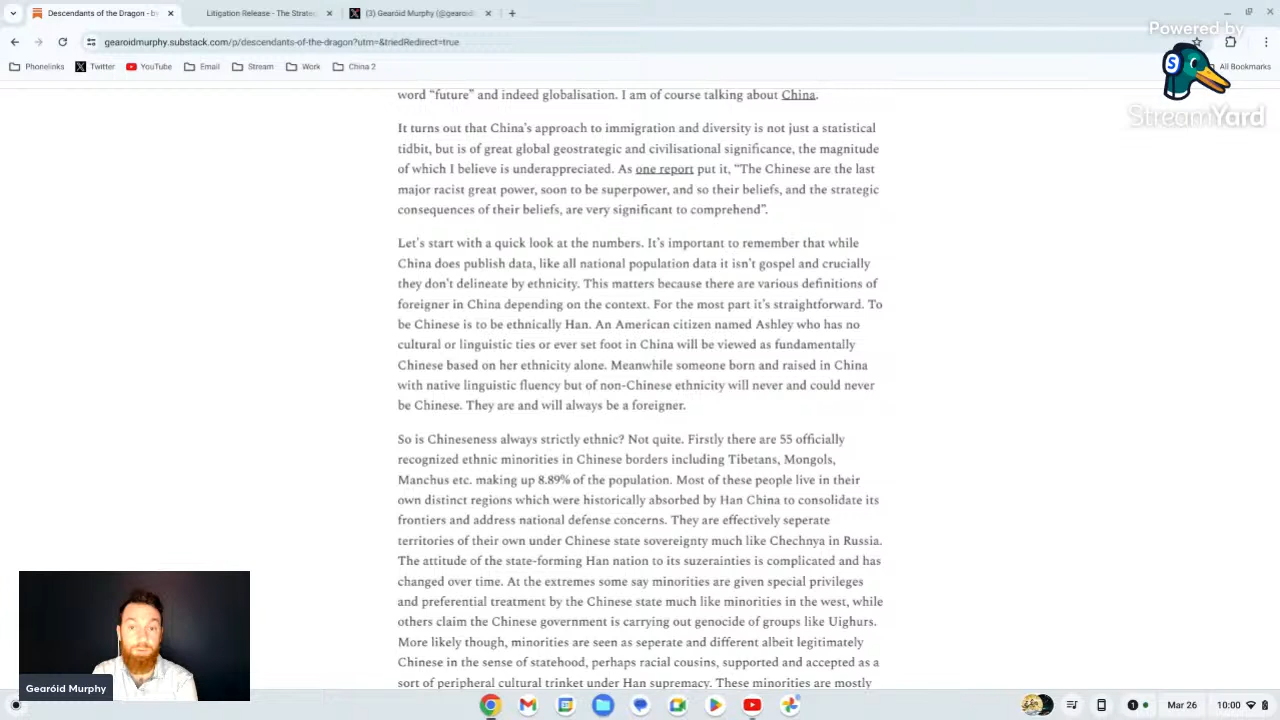 Descendants of the Dragon - by
Litigation Release - The Strate
(3) Gearóid Murphy (@gearoid
gearoidmurphy.substack.com/p/descendants-of-the-dragon?utm=&triedRedirect=true
Powered by
StreamYard
Phonelinks
Twitter
YouTube
Email
Stream
Work
China 2
All Bookmarks
word “future” and indeed globalisation. I am of course talking about China.
It turns out that China’s approach to immigration and diversity is not just a statistical
tidbit, but is of great global geostrategic and civilisational significance, the magnitude
of which I believe is underappreciated. As one report put it, “The Chinese are the last
major racist great power, soon to be superpower, and so their beliefs, and the strategic
consequences of their beliefs, are very significant to comprehend”.
Let’s start with a quick look at the numbers. It’s important to remember that while
China does publish data, like all national population data it isn’t gospel and crucially
they don’t delineate by ethnicity. This matters because there are various definitions of
foreigner in China depending on the context. For the most part it’s straightforward. To
be Chinese is to be ethnically Han. An American citizen named Ashley who has no
cultural or linguistic ties or ever set foot in China will be viewed as fundamentally
Chinese based on her ethnicity alone. Meanwhile someone born and raised in China
with native linguistic fluency but of non-Chinese ethnicity will never and could never
be Chinese. They are and will always be a foreigner.
So is Chineseness always strictly ethnic? Not quite. Firstly there are 55 officially
recognized ethnic minorities in Chinese borders including Tibetans, Mongols,
Manchus etc. making up 8.89% of the population. Most of these people live in their
own distinct regions which were historically absorbed by Han China to consolidate its
frontiers and address national defense concerns. They are effectively seperate
territories of their own under Chinese state sovereignty much like Chechnya in Russia.
The attitude of the state-forming Han nation to its suzerainties is complicated and has
changed over time. At the extremes some say minorities are given special privileges
and preferential treatment by the Chinese state much like minorities in the west, while
others claim the Chinese government is carrying out genocide of groups like Uighurs.
More likely though, minorities are seen as seperate and different albeit legitimately
Chinese in the sense of statehood, perhaps racial cousins, supported and accepted as a
sort of peripheral cultural trinket under Han supremacy. These minorities are mostly
Gearóid Murphy
Mar 26
10:00